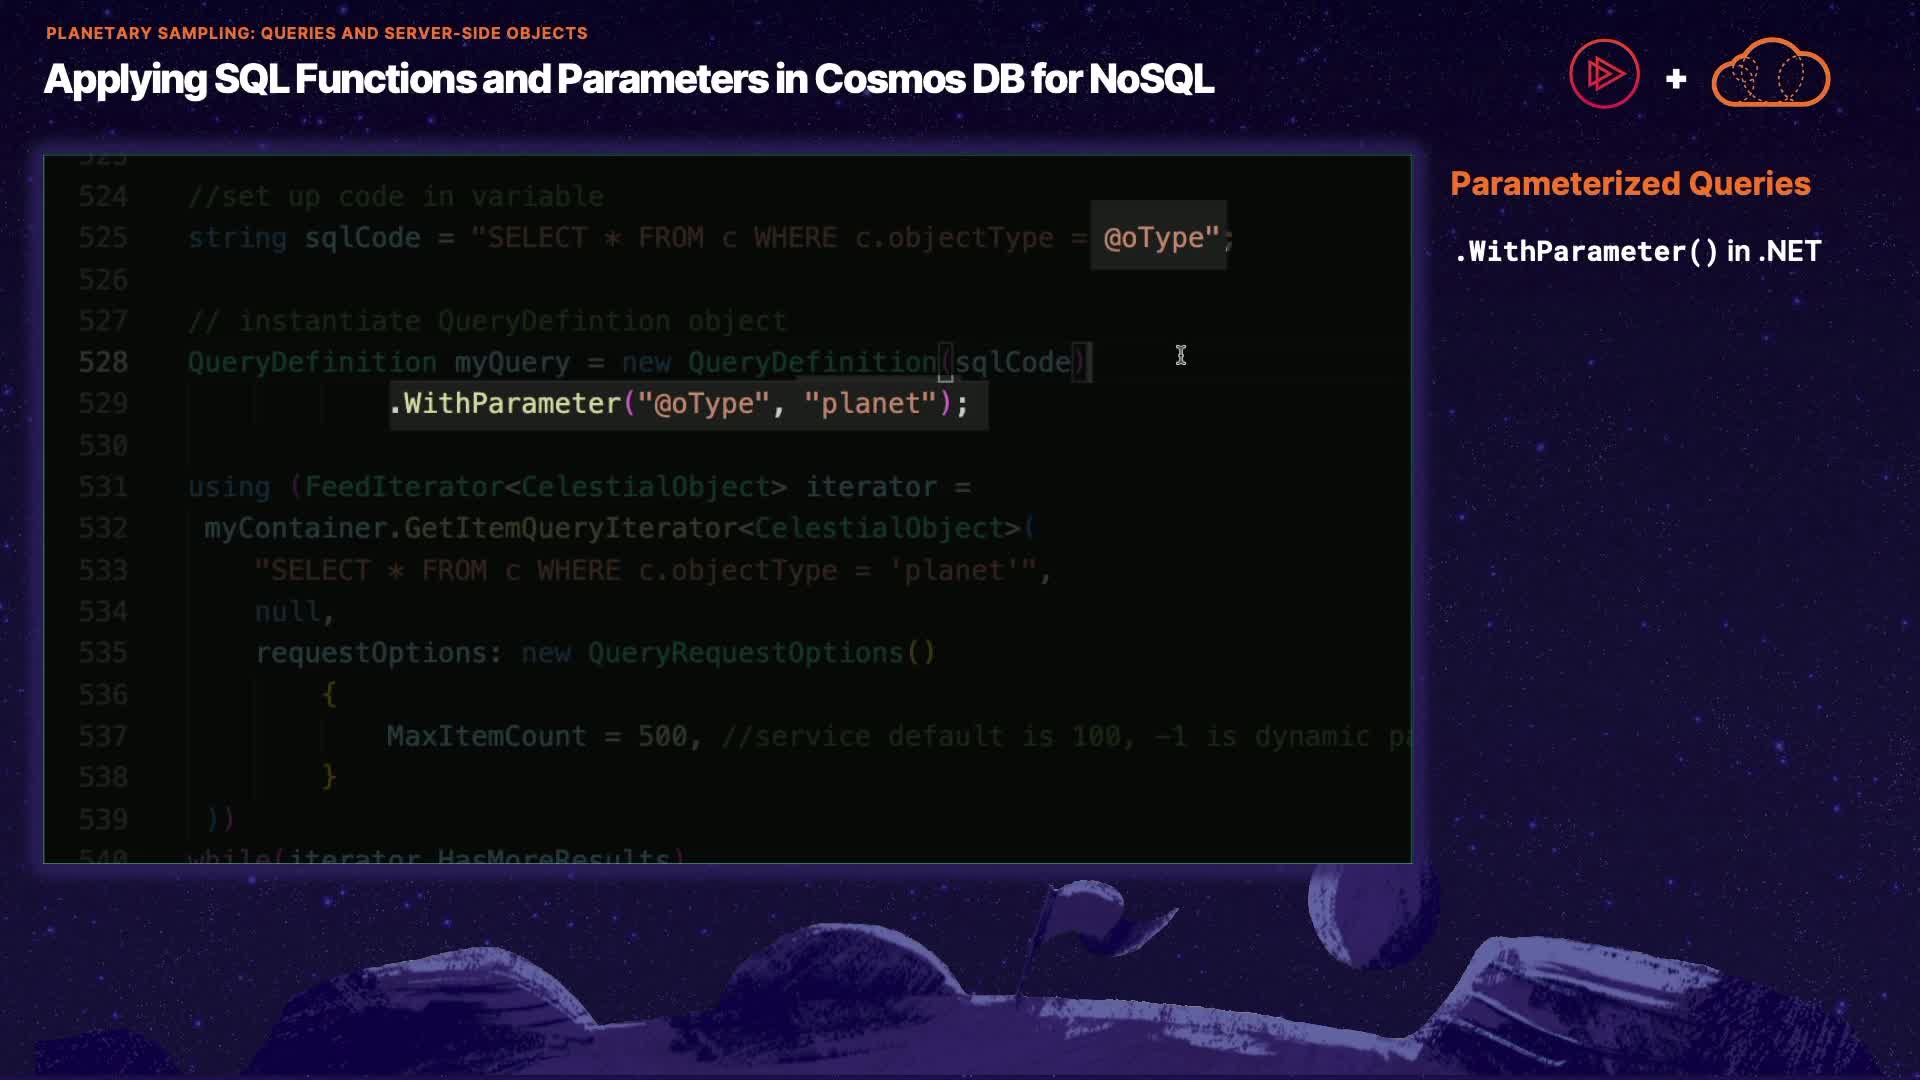 PLANETARY SAMPLING: QUERIES AND SERVER-SIDE OBJECTS
Applying SQL Functions and Parameters in Cosmos DB for NoSQL
+
523
524 //set up code in variable
525 string sqlCode = "SELECT * FROM c WHERE c.objectType = @oType";
526
527 // instantiate QueryDefintion object
528 QueryDefinition myQuery = new QueryDefinition(sqlCode)
529 .WithParameter("@oType", "planet");
530
531 using (FeedIterator<CelestialObject> iterator =
532 myContainer.GetItemQueryIterator<CelestialObject>(
533 "SELECT * FROM c WHERE c.objectType = 'planet'",
534 null,
535 requestOptions: new QueryRequestOptions()
536 {
537 MaxItemCount = 500, //service default is 100, -1 is dynamic pa
538 }
539 ))
540 while(iterator.HasMoreResults)
Parameterized Queries
.WithParameter() in .NET